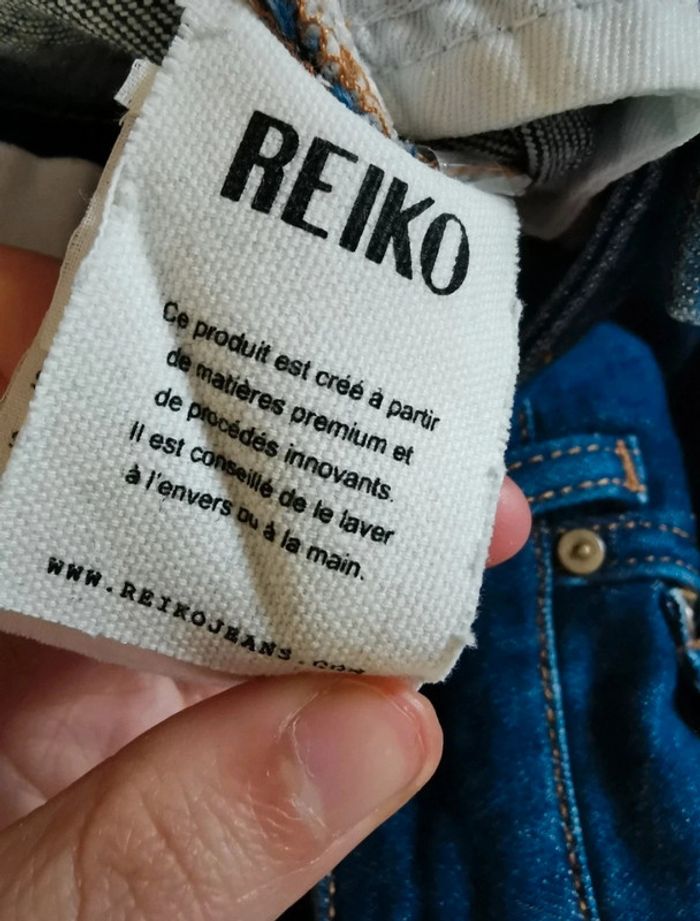 REIKO
Ce produit est créé à partir
de matières premium et
de procédés innovants.
Il est conseillé de le laver
à l'envers ou à la main.
WWW.REIKOJEANS.COM